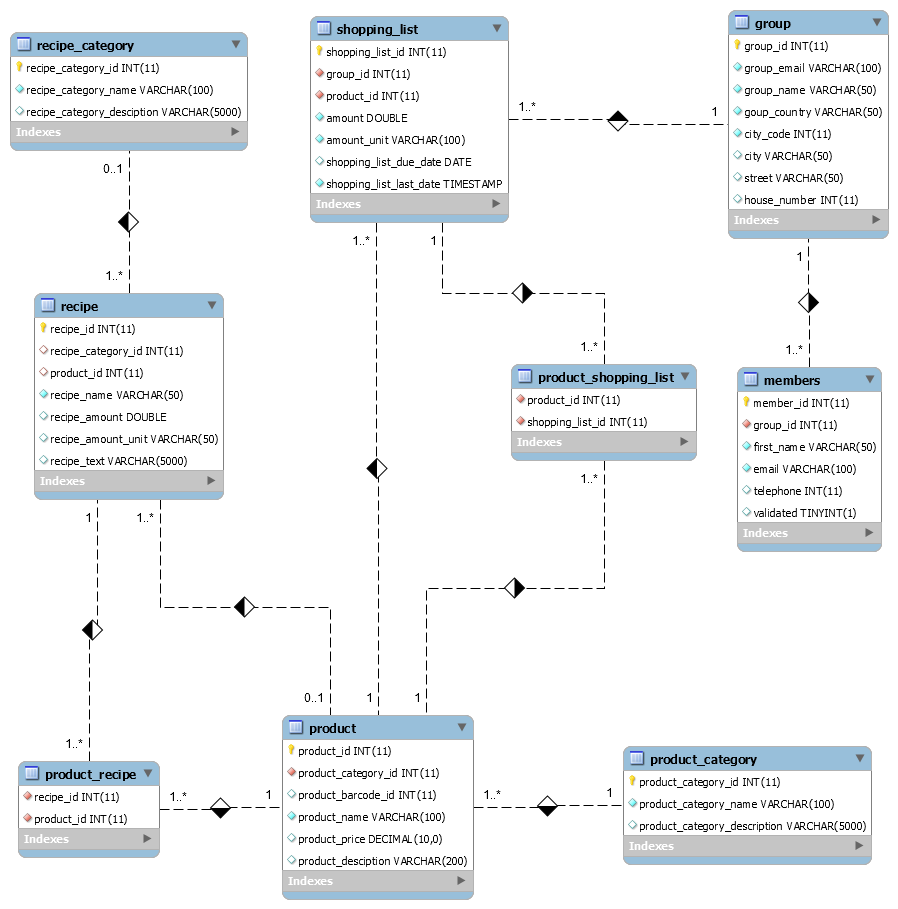 recipe_category
recipe_category_id INT(11)
recipe_category_name VARCHAR(100)
recipe_category_desciption VARCHAR(5000)
Indexes
shopping_list
shopping_list_id INT(11)
group_id INT(11)
product_id INT(11)
amount DOUBLE
amount_unit VARCHAR(100)
shopping_list_due_date DATE
shopping_list_last_date TIMESTAMP
Indexes
group
group_id INT(11)
group_email VARCHAR(100)
group_name VARCHAR(50)
goup_country VARCHAR(50)
city_code INT(11)
city VARCHAR(50)
street VARCHAR(50)
house_number INT(11)
Indexes
1..*
1
0..1
1..*
1..*
1
1..*
1
1..*
recipe
recipe_id INT(11)
recipe_category_id INT(11)
product_id INT(11)
recipe_name VARCHAR(50)
recipe_amount DOUBLE
recipe_amount_unit VARCHAR(50)
recipe_text VARCHAR(5000)
Indexes
product_shopping_list
product_id INT(11)
shopping_list_id INT(11)
Indexes
members
member_id INT(11)
group_id INT(11)
first_name VARCHAR(50)
email VARCHAR(100)
telephone INT(11)
validated TINYINT(1)
Indexes
1
1..*
1..*
0..1
1
1
1..*
product_recipe
recipe_id INT(11)
product_id INT(11)
Indexes
1..*
1
product
product_id INT(11)
product_category_id INT(11)
product_barcode_id INT(11)
product_name VARCHAR(100)
product_price DECIMAL(10,0)
product_desciption VARCHAR(200)
Indexes
1..*
1
product_category
product_category_id INT(11)
product_category_name VARCHAR(100)
product_category_description VARCHAR(5000)
Indexes